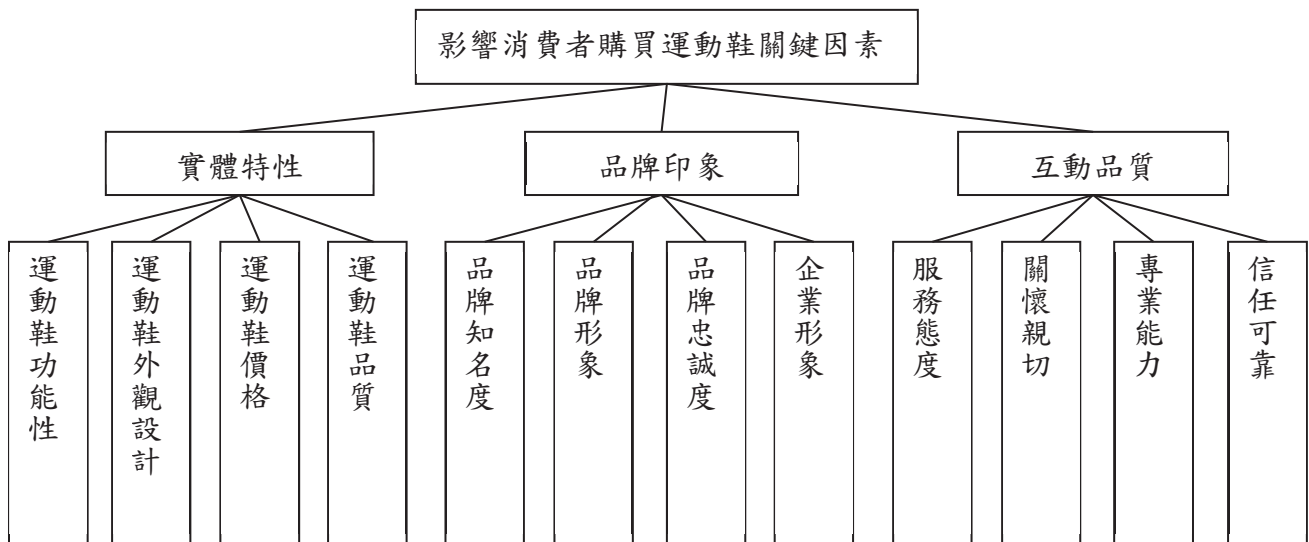 影響消費者購買運動鞋關鍵因素
實體特性
品牌印象
互動品質
運動鞋功能性
運動鞋外觀設計
運動鞋價格
運動鞋品質
品牌知名度
品牌形象
品牌忠誠度
企業形象
服務態度
關懷親切
專業能力
信任可靠